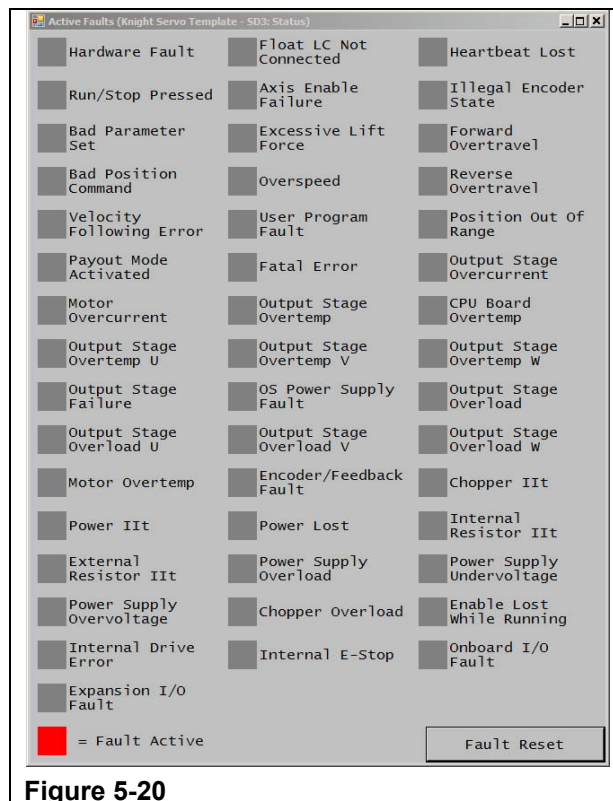 Active Faults (Knight Servo Template - SD3: Status)
Hardware Fault
Float LC Not
Connected
Heartbeat Lost
Run/Stop Pressed
Axis Enable
Failure
Illegal Encoder
State
Bad Parameter
Set
Excessive Lift
Force
Forward
Overtravel
Bad Position
Command
Overspeed
Reverse
Overtravel
Velocity
Following Error
User Program
Fault
Position Out Of
Range
Payout Mode
Activated
Fatal Error
Output Stage
Overcurrent
Motor
Overcurrent
Output Stage
Overtemp
CPU Board
Overtemp
Output Stage
Overtemp U
Output Stage
Overtemp V
Output Stage
Overtemp W
Output Stage
Failure
OS Power Supply
Fault
Output Stage
Overload
Output Stage
Overload U
Output Stage
Overload V
Output Stage
Overload W
Motor Overtemp
Encoder/Feedback
Fault
Chopper IIt
Power IIt
Power Lost
Internal
Resistor IIt
External
Resistor IIt
Power Supply
Overload
Power Supply
Undervoltage
Power Supply
Overvoltage
Chopper Overload
Enable Lost
While Running
Internal Drive
Error
Internal E-Stop
Onboard I/O
Fault
Expansion I/O
Fault
= Fault Active
Fault Reset
Figure 5-20